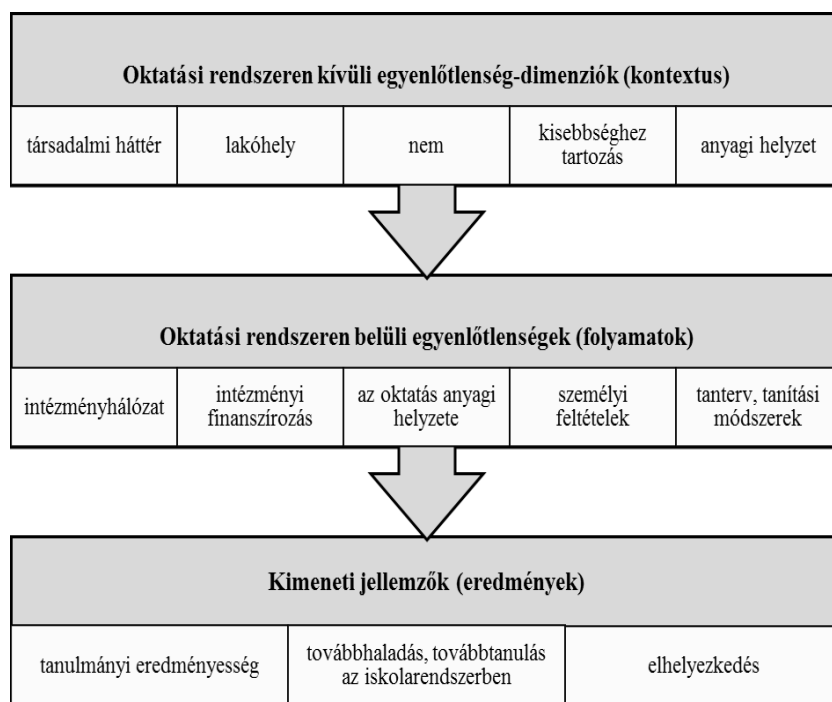 Oktatási rendszeren kívüli egyenlőtlenség-dimenziók (kontextus)
társadalmi háttér
lakóhely
nem
kisebbséghez
tartozás
anyagi helyzet
Oktatási rendszeren belüli egyenlőtlenségek (folyamatok)
intézményhálózat
intézményi
finanszírozás
az oktatás anyagi
helyzete
személyi
feltételek
tanterv, tanítási
módszerek
Kimeneti jellemzők (eredmények)
tanulmányi eredményesség
továbbhaladás, továbbtanulás
az iskolarendszerben
elhelyezkedés